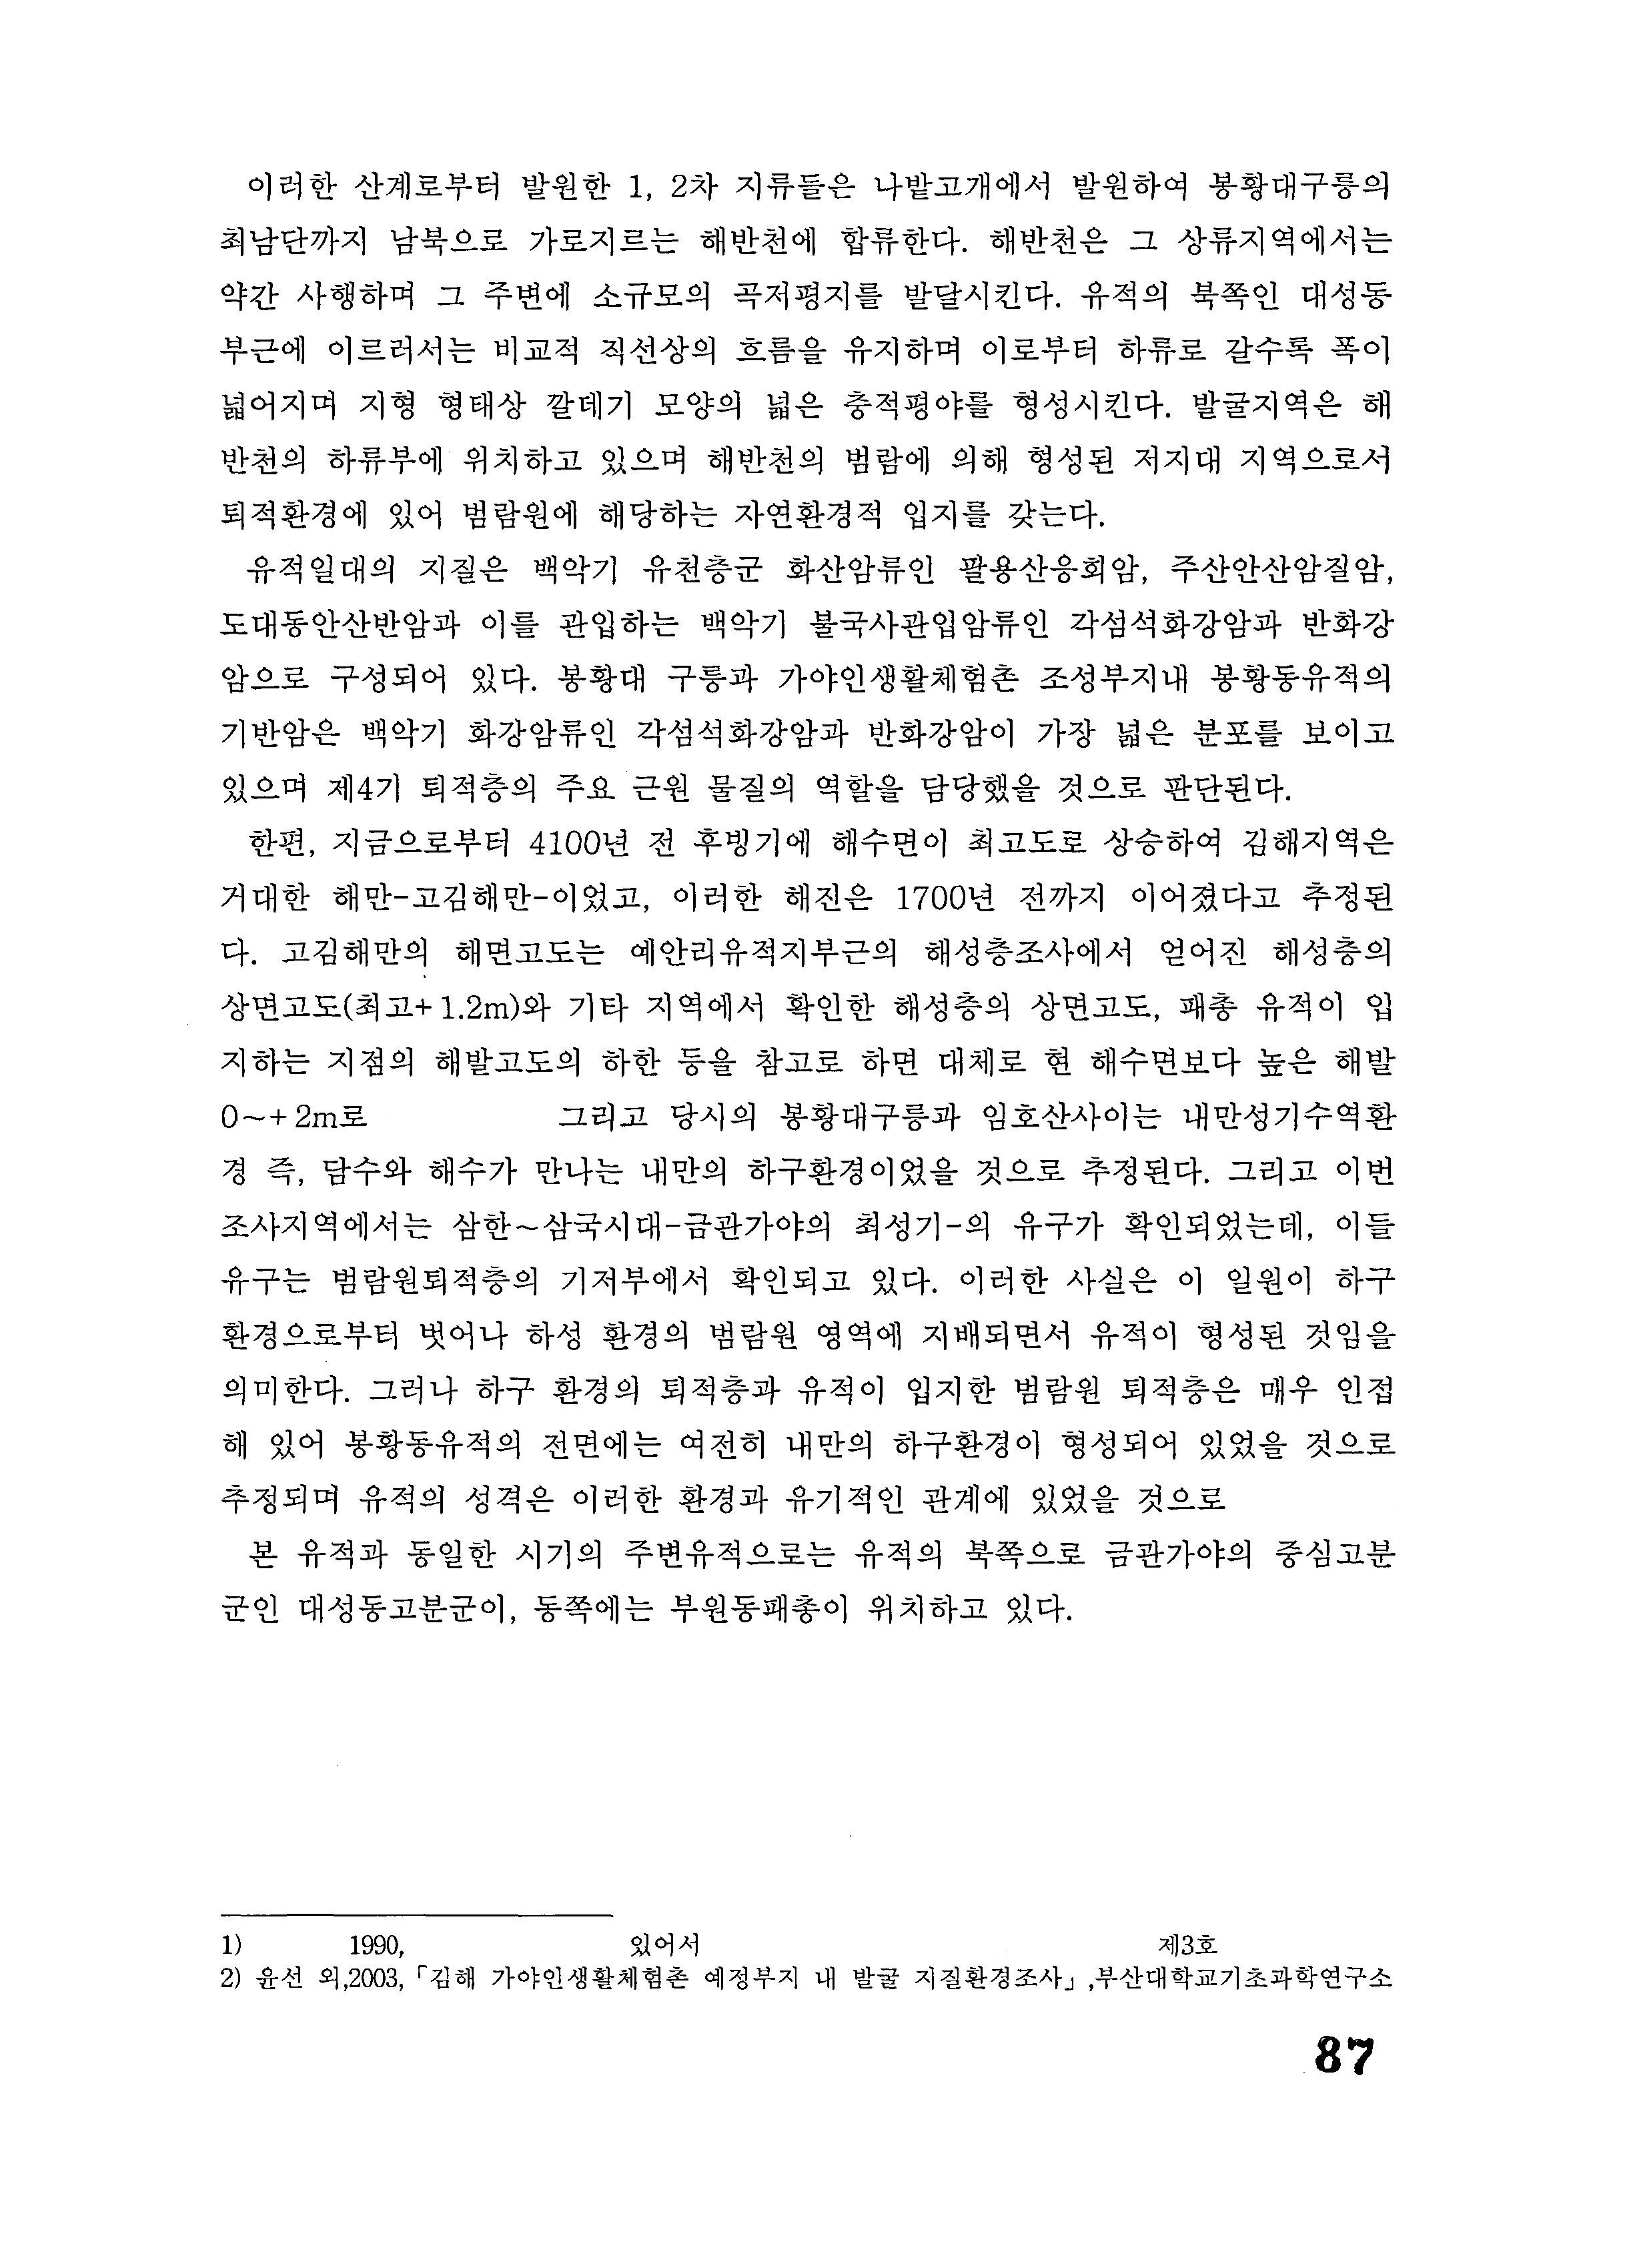 이러한 산계로부터 발원한 1, 2차 지류들은 나밭고개에서 발원하여 봉황대구릉의
최남단까지 남북으로 가로지르는 해반천에 합류한다. 해반천은 그 상류지역에서는
약간 사행하며 그 주변에 소규모의 곡저평지를 발달시킨다. 유적의 북쪽인 대성동
부근에 이르러서는 비교적 직선상의 흐름을 유지하며 이로부터 하류로 갈수록 폭이
넓어지며 지형 형태상 깔데기 모양의 넓은 충적평야를 형성시킨다. 발굴지역은 해
반천의 하류부에 위치하고 있으며 해반천의 범람에 의해 형성된 저지대 지역으로서
퇴적환경에 있어 범람원에 해당하는 자연환경적 입지를 갖는다.
유적일대의 지질은 백악기 유천층군 화산암류인 팔용산응회암, 주산안산암질암,
도대동안산반암과 이를 관입하는 백악기 불국사관입암류인 각섬석화강암과 반화강
암으로 구성되어 있다. 봉황대 구릉과 가야인생활체험촌 조성부지내 봉황동유적의
기반암은 백악기 화강암류인 각섬석화강암과 반화강암이 가장 넓은 분포를 보이고
있으며 제4기 퇴적층의 주요 근원 물질의 역할을 담당했을 것으로 판단된다.
한편, 지금으로부터 4100년 전 후빙기에 해수면이 최고도로 상승하여 김해지역은
거대한 해만-고김해만-이었고, 이러한 해진은 1700년 전까지 이어졌다고 추정된
다. 고김해만의 해면고도는 예안리유적지부근의 해성층조사에서 얻어진 해성층의
상면고도(최고+1.2m)와 기타 지역에서 확인한 해성층의 상면고도, 패총 유적이 입
지하는 지점의 해발고도의 하한 등을 참고로 하면 대체로 현 해수면보다 높은 해발
0~+2m로 그리고 당시의 봉황대구릉과 임호산사이는 내만성기수역환
경 즉, 담수와 해수가 만나는 내만의 하구환경이었을 것으로 추정된다. 그리고 이번
조사지역에서는 삼한~삼국시대-금관가야의 최성기-의 유구가 확인되었는데, 이들
유구는 범람원퇴적층의 기저부에서 확인되고 있다. 이러한 사실은 이 일원이 하구
환경으로부터 벗어나 하성 환경의 범람원 영역에 지배되면서 유적이 형성된 것임을
의미한다. 그러나 하구 환경의 퇴적층과 유적이 입지한 범람원 퇴적층은 매우 인접
해 있어 봉황동유적의 전면에는 여전히 내만의 하구환경이 형성되어 있었을 것으로
추정되며 유적의 성격은 이러한 환경과 유기적인 관계에 있었을 것으로
본 유적과 동일한 시기의 주변유적으로는 유적의 북쪽으로 금관가야의 중심고분
군인 대성동고분군이, 동쪽에는 부원동패총이 위치하고 있다.
1) 1990, 있어서 제3호
2) 윤선 외,2003,「김해 가야인생활체험촌 예정부지 내 발굴 지질환경조사」,부산대학교기초과학연구소
87